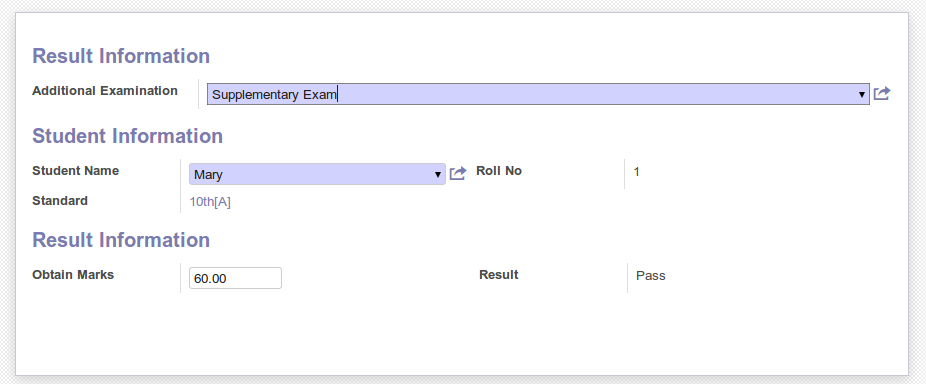 Result Information
Additional Examination Supplementary Exam
Student Information
Student Name Mary Roll No 1
Standard 10th[A]
Result Information
Obtain Marks 60.00 Result Pass